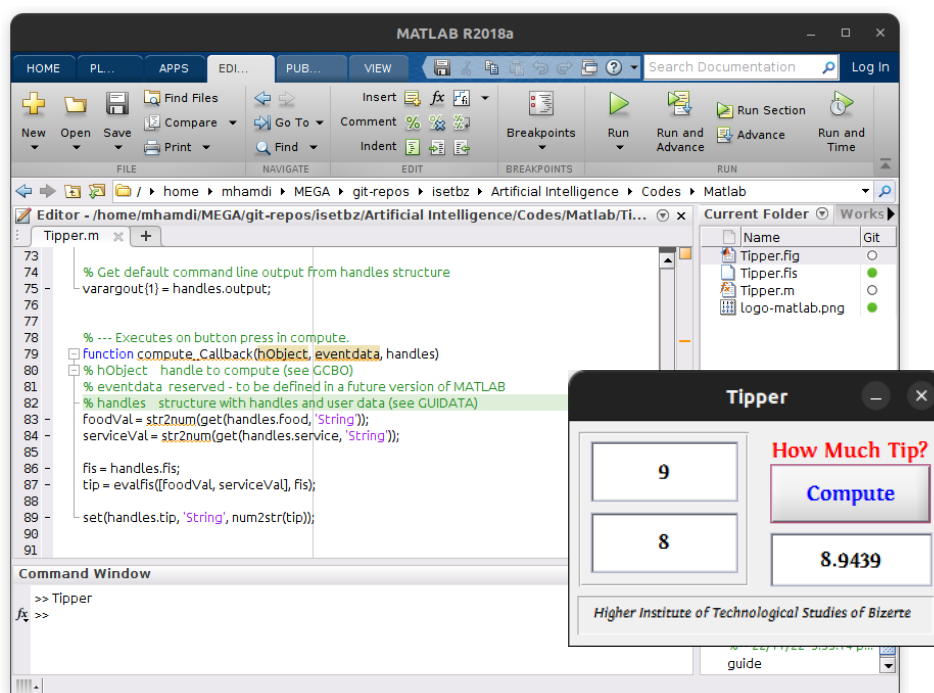 MATLAB R2018a
HOME PL... APPS EDI... PUB... VIEW Search Documentation Log In
New Open Save Find Files Compare Print Go To Find Insert Comment Indent fx Breakpoints Run Run and Advance Run Section Advance Run and Time
FILE NAVIGATE EDIT BREAKPOINTS RUN
/ home mhamdi MEGA git-repos isetbz Artificial Intelligence Codes Matlab
Editor - /home/mhamdi/MEGA/git-repos/isetbz/Artificial Intelligence/Codes/Matlab/Ti...
Tipper.m
73
74 % Get default command line output from handles structure
75 - varargout{1} = handles.output;
76
77
78 % --- Executes on button press in compute.
79 function compute_Callback(hObject, eventdata, handles)
80 % hObject handle to compute (see GCBO)
81 % eventdata reserved - to be defined in a future version of MATLAB
82 % handles structure with handles and user data (see GUIDATA)
83 - foodVal = str2num(get(handles.food, 'String'));
84 - serviceVal = str2num(get(handles.service, 'String'));
85
86 - fis = handles.fis;
87 - tip = evalfis([foodVal, serviceVal], fis);
88
89 - set(handles.tip, 'String', num2str(tip));
90
91
Command Window
>> Tipper
fx >>
Current Folder Works
Name Git
Tipper.fig
Tipper.fis
Tipper.m
logo-matlab.png
Tipper
9
8
How Much Tip?
Compute
8.9439
Higher Institute of Technological Studies of Bizerte
guide